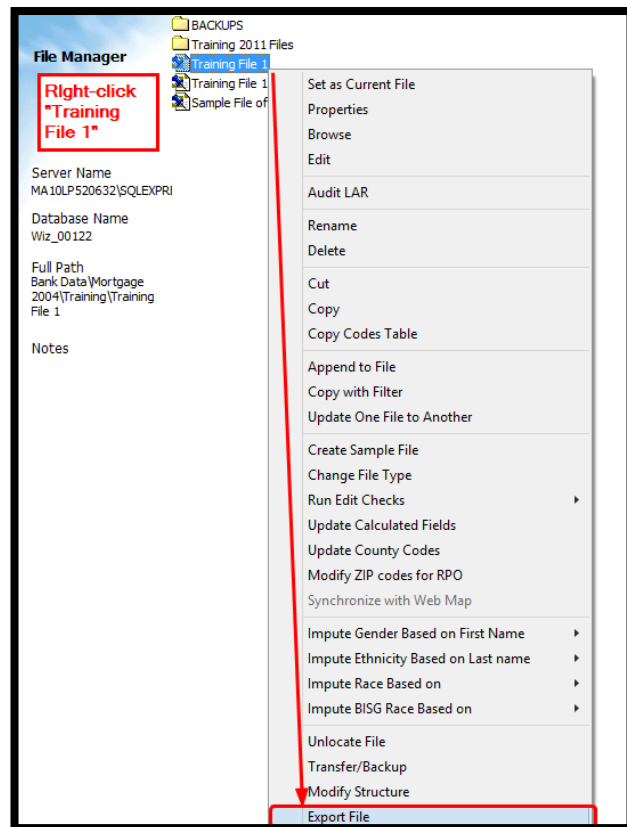 BACKUPS
Training 2011 Files
File Manager
Training File 1
RIght-click
"Training
File 1"
Training File 1
Sample File of
Server Name
MA10LP520632\SQLEXPRI
Database Name
Wiz_00122
Full Path
Bank Data\Mortgage
2004\Training\Training
File 1
Notes
Set as Current File
Properties
Browse
Edit
Audit LAR
Rename
Delete
Cut
Copy
Copy Codes Table
Append to File
Copy with Filter
Update One File to Another
Create Sample File
Change File Type
Run Edit Checks
Update Calculated Fields
Update County Codes
Modify ZIP codes for RPO
Synchronize with Web Map
Impute Gender Based on First Name
Impute Ethnicity Based on Last name
Impute Race Based on
Impute BISG Race Based on
Unlocate File
Transfer/Backup
Modify Structure
Export File